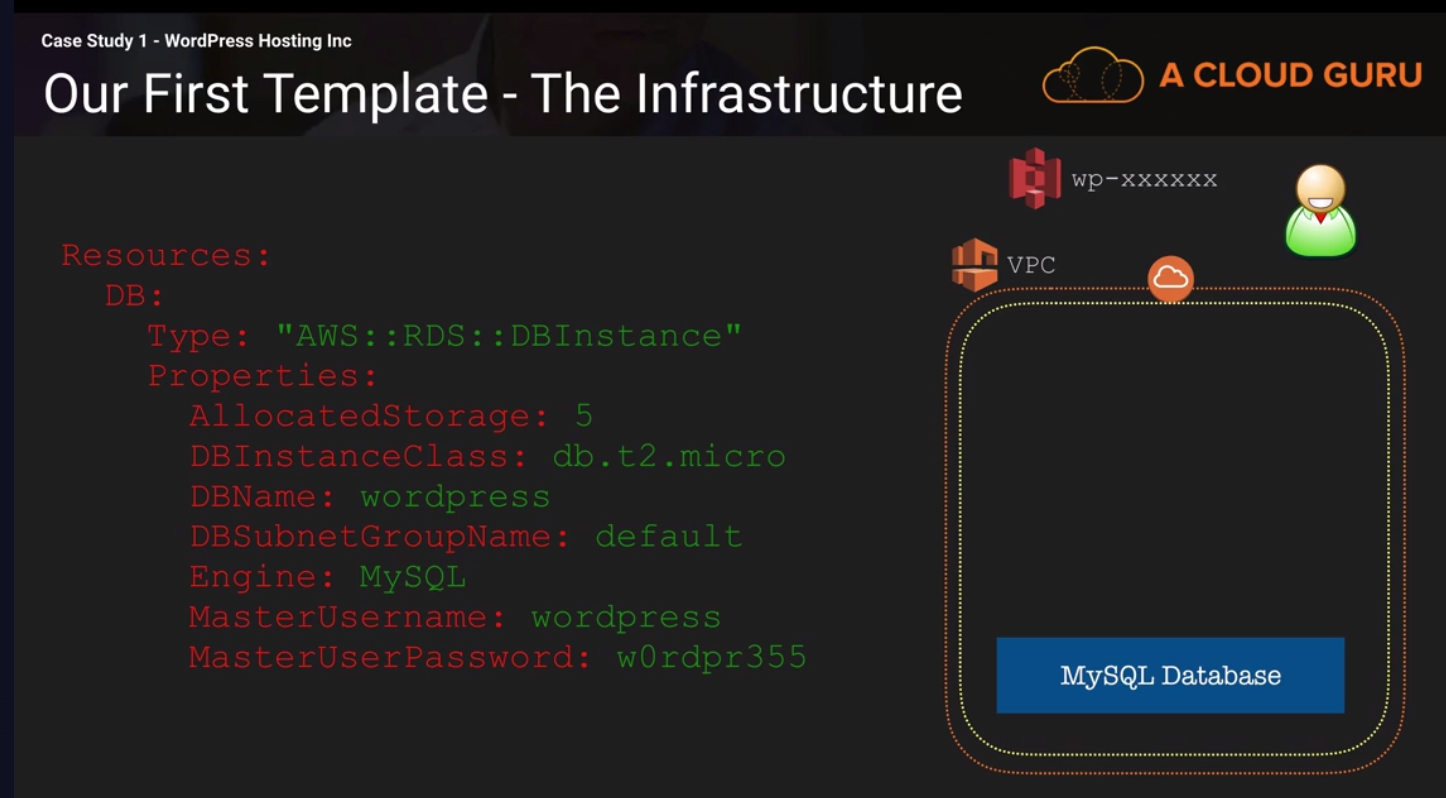 Case Study 1 - WordPress Hosting Inc
Our First Template - The Infrastructure
A CLOUD GURU
wp-xxxxxx
VPC
Resources:
DB:
Type: "AWS::RDS::DBInstance"
Properties:
AllocatedStorage: 5
DBInstanceClass: db.t2.micro
DBName: wordpress
DBSubnetGroupName: default
Engine: MySQL
MasterUsername: wordpress
MasterUserPassword: w0rdpr355
MySQL Database